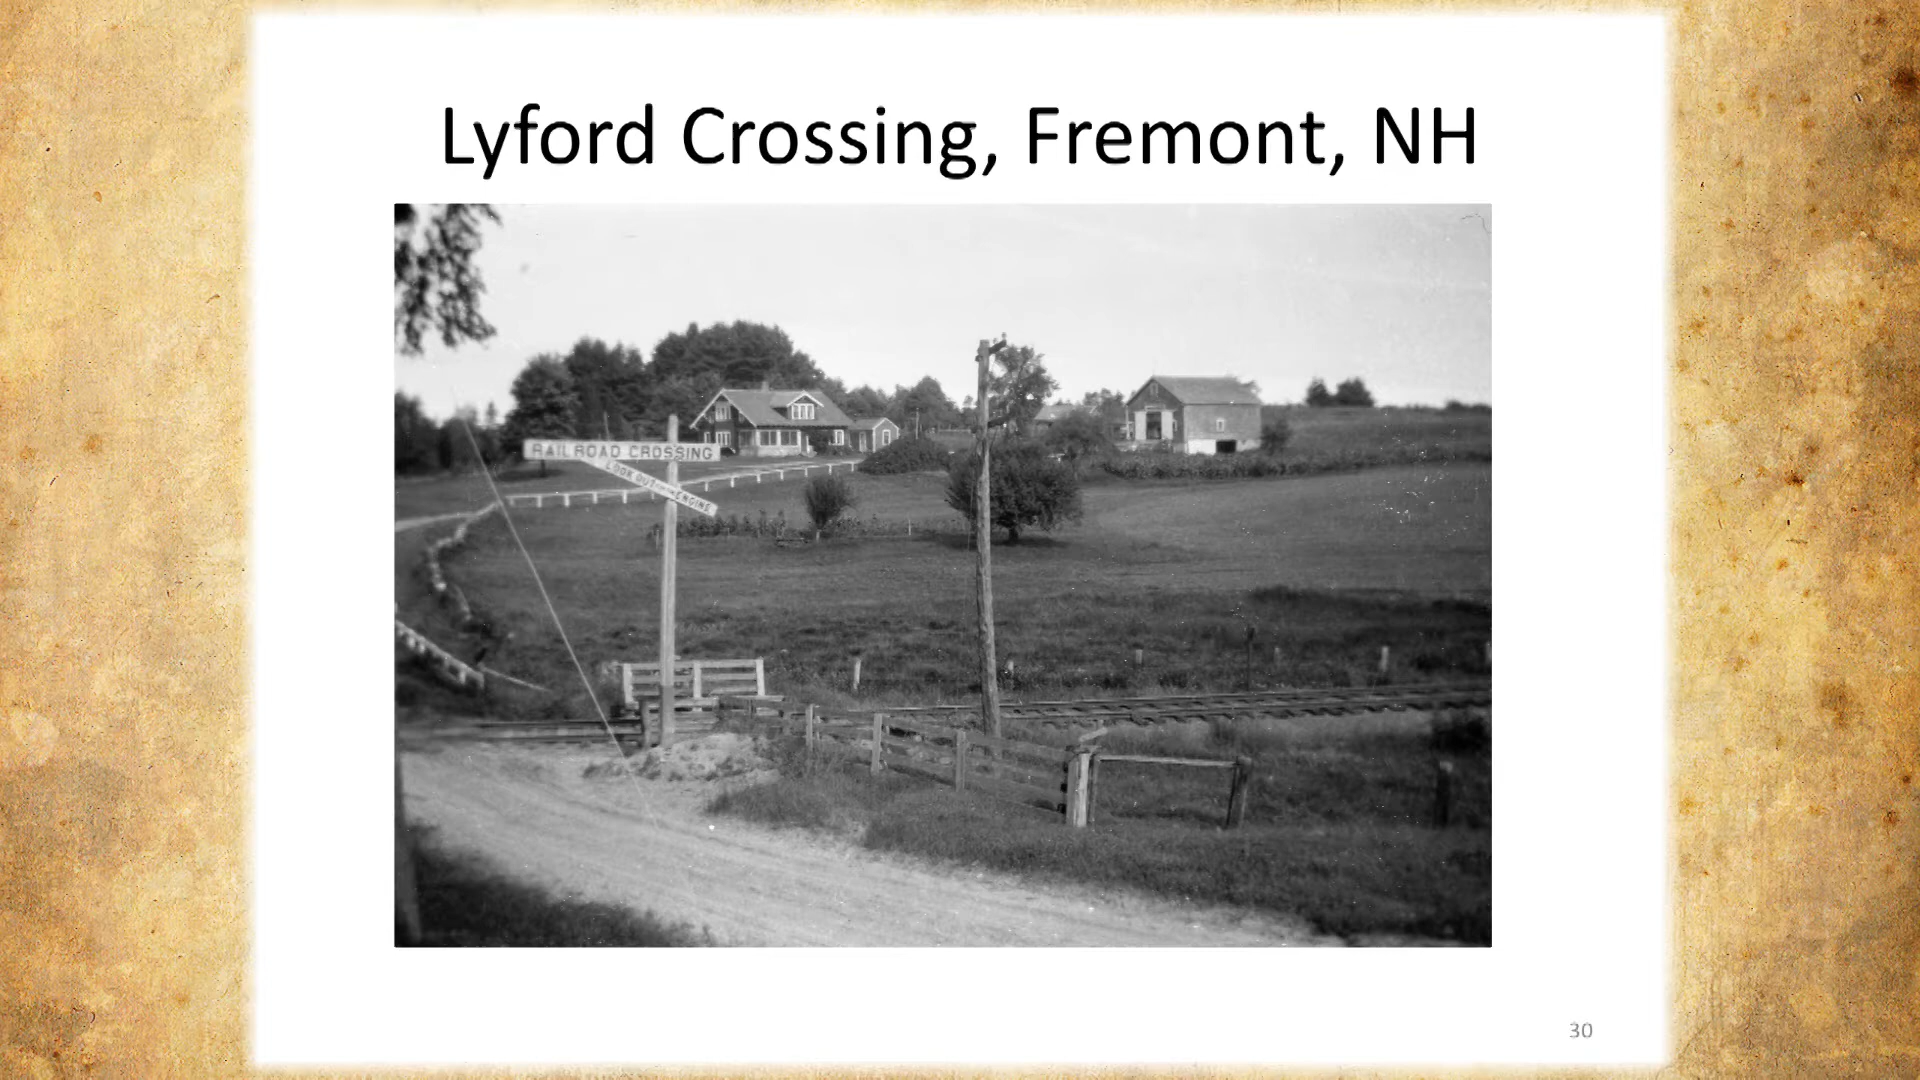 Lyford Crossing, Fremont, NH
RAILROAD CROSSING
LOOK OUT FOR THE ENGINE
30